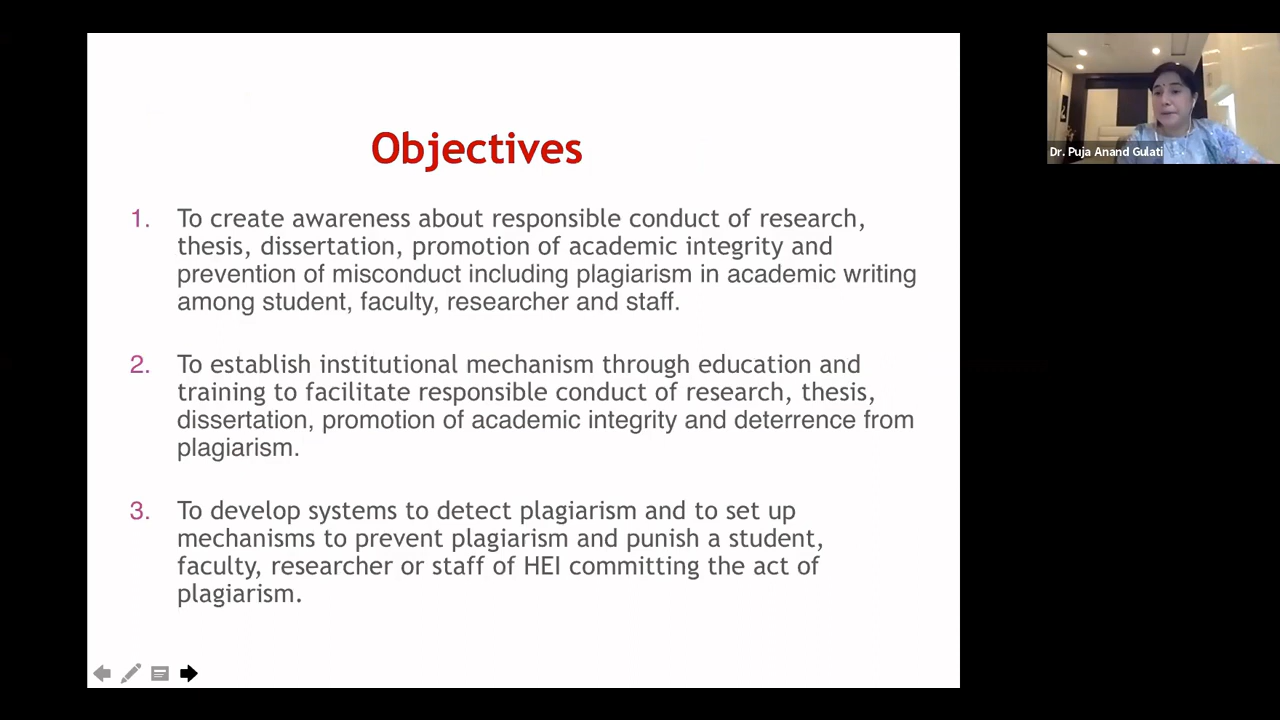 Objectives
1. To create awareness about responsible conduct of research,
thesis, dissertation, promotion of academic integrity and
prevention of misconduct including plagiarism in academic writing
among student, faculty, researcher and staff.
2. To establish institutional mechanism through education and
training to facilitate responsible conduct of research, thesis,
dissertation, promotion of academic integrity and deterrence from
plagiarism.
3. To develop systems to detect plagiarism and to set up
mechanisms to prevent plagiarism and punish a student,
faculty, researcher or staff of HEI committing the act of
plagiarism.
Dr. Puja Anand Gulati